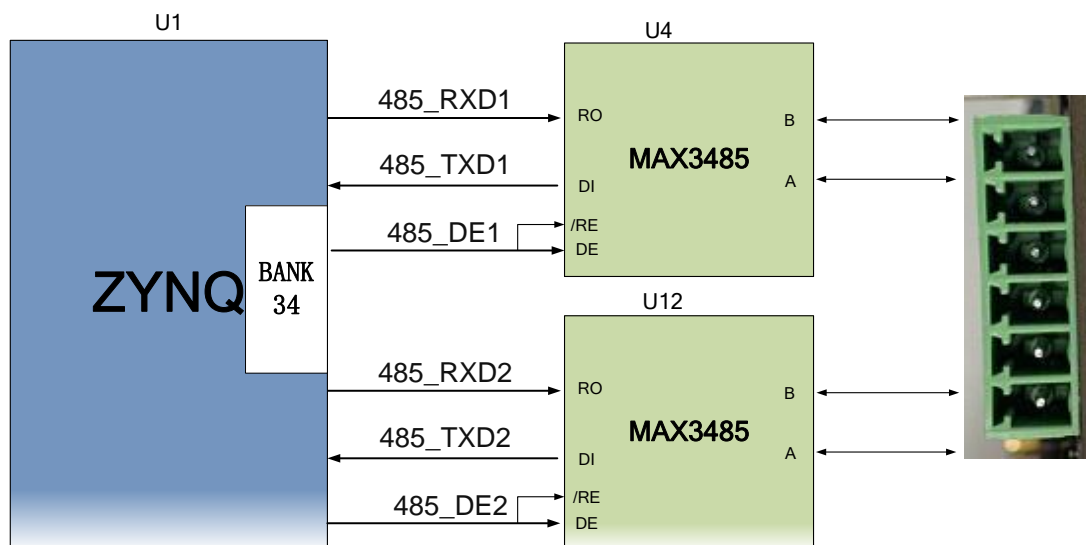 U1
U4
485_RXD1
RO
B
MAX3485
485_TXD1
DI
A
485_DE1
/RE
DE
ZYNQ
BANK
34
U12
485_RXD2
RO
B
MAX3485
485_TXD2
DI
A
485_DE2
/RE
DE